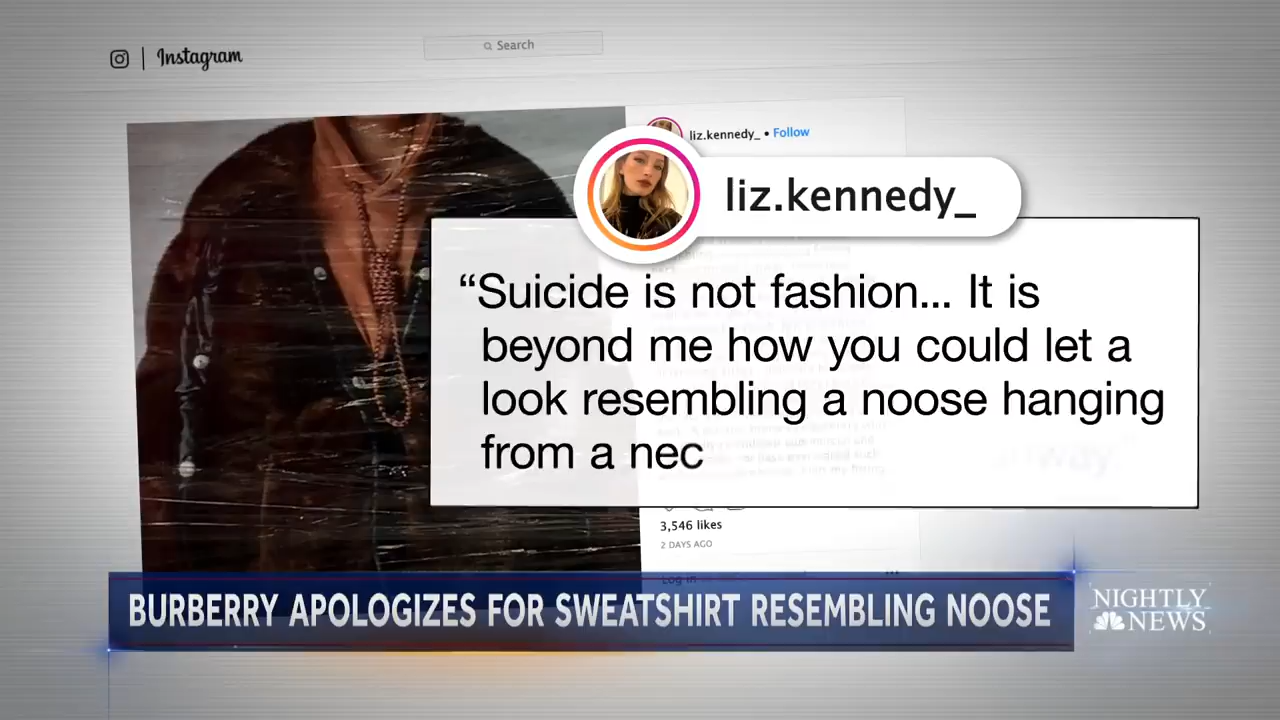 Instagram
Search
liz.kennedy_ • Follow
liz.kennedy_
“Suicide is not fashion... It is
beyond me how you could let a
look resembling a noose hanging
from a nec
3,546 likes
2 DAYS AGO
Log in
BURBERRY APOLOGIZES FOR SWEATSHIRT RESEMBLING NOOSE
NIGHTLY
NEWS